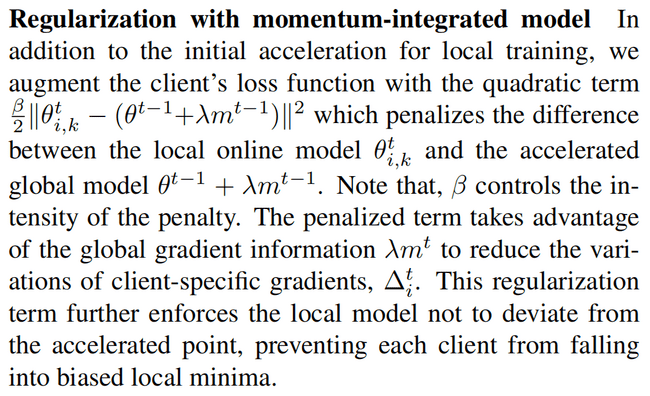 Regularization with momentum-integrated model In
addition to the initial acceleration for local training, we
augment the client's loss function with the quadratic term
$\frac{\beta}{2}\|\theta_{i,k}^{t} - (\theta^{t-1}+\lambda m^{t-1})\|^2$ which penalizes the difference
between the local online model $\theta_{i,k}^{t}$ and the accelerated
global model $\theta^{t-1} + \lambda m^{t-1}$. Note that, $\beta$ controls the in-
tensity of the penalty. The penalized term takes advantage
of the global gradient information $\lambda m^{t}$ to reduce the vari-
ations of client-specific gradients, $\Delta_{i}^{t}$. This regularization
term further enforces the local model not to deviate from
the accelerated point, preventing each client from falling
into biased local minima.